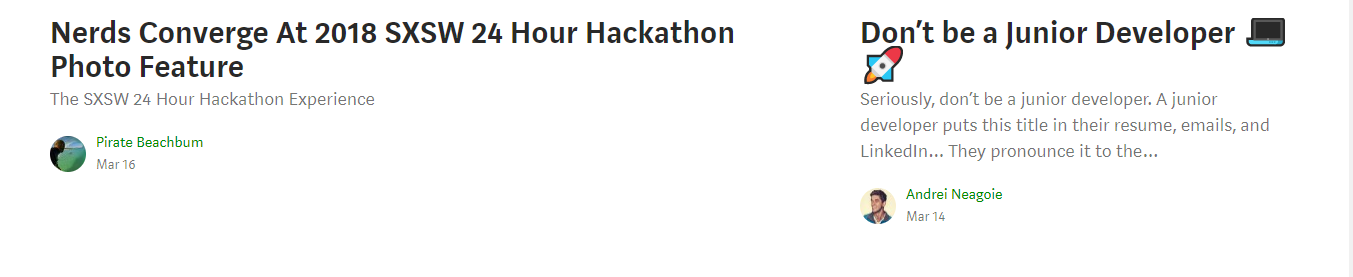 Nerds Converge At 2018 SXSW 24 Hour Hackathon
Photo Feature
The SXSW 24 Hour Hackathon Experience
Pirate Beachbum
Mar 16
Don’t be a Junior Developer 💻
🚀
Seriously, don’t be a junior developer. A junior
developer puts this title in their resume, emails, and
LinkedIn… They pronounce it to the…
Andrei Neagoie
Mar 14